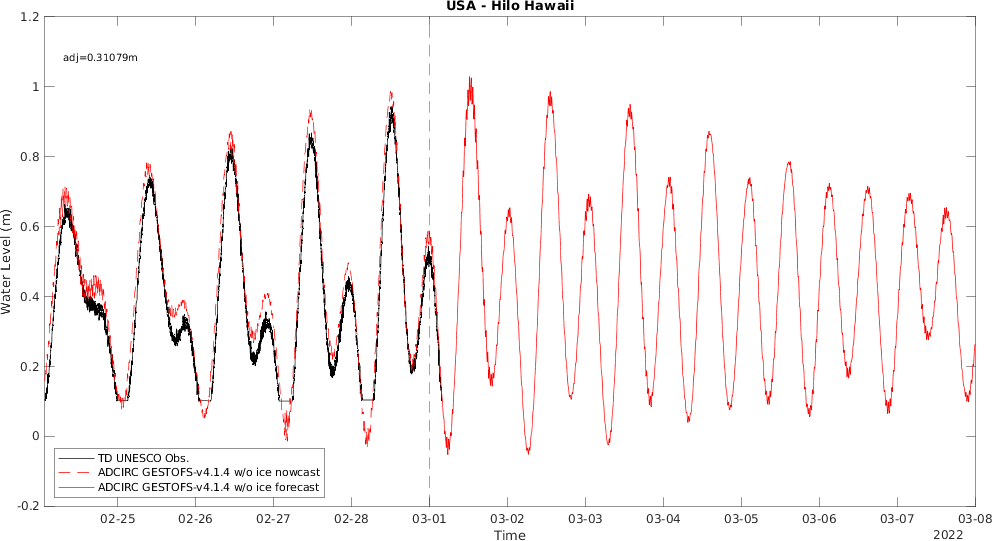 USA - Hilo Hawaii
adj=0.31079m
Water Level (m)
1.2
1
0.8
0.6
0.4
0.2
0
-0.2
TD UNESCO Obs.
ADCIRC GESTOFS-v4.1.4 w/o ice nowcast
ADCIRC GESTOFS-v4.1.4 w/o ice forecast
02-25 02-26 02-27 02-28 03-01 03-02 03-03 03-04 03-05 03-06 03-07 03-08
Time
2022